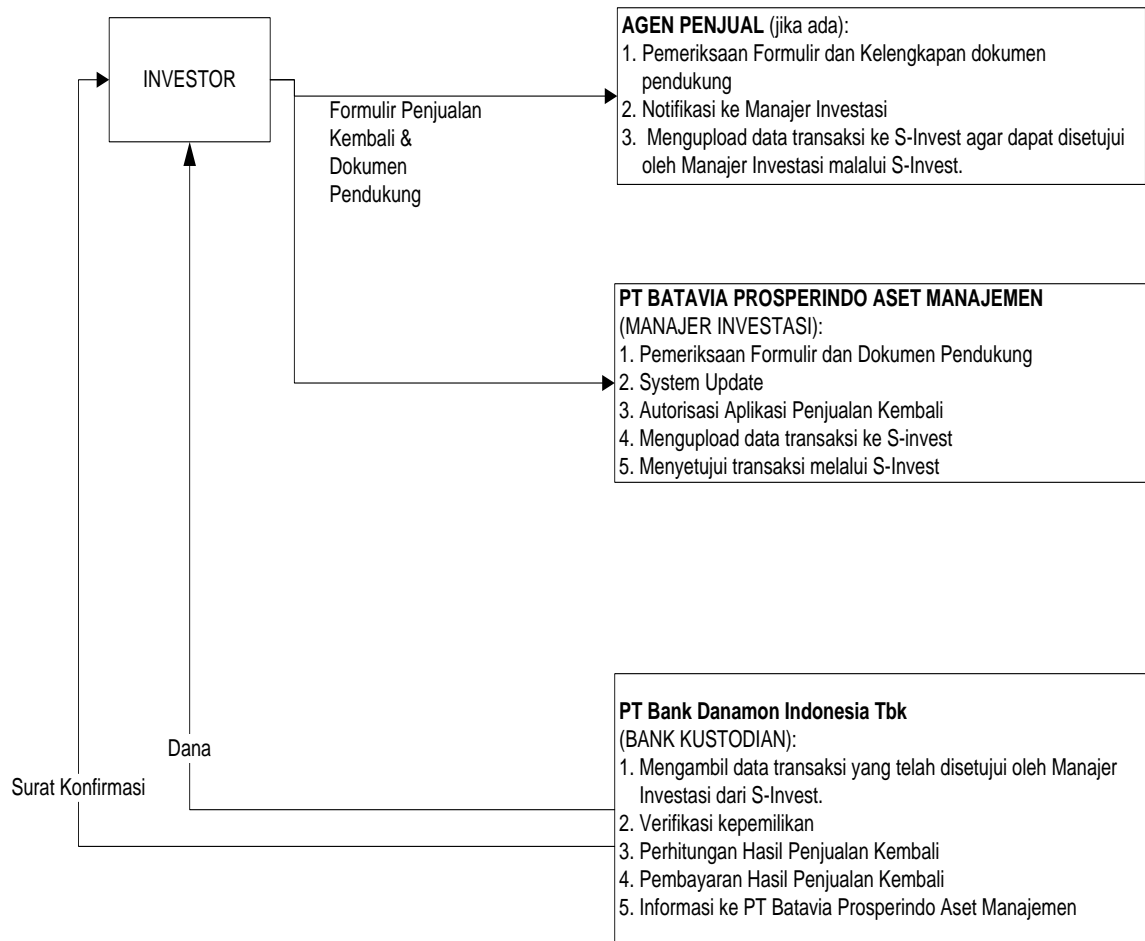 INVESTOR
Formulir Penjualan
Kembali &
Dokumen
Pendukung
AGEN PENJUAL (jika ada):
1. Pemeriksaan Formulir dan Kelengkapan dokumen
pendukung
2. Notifikasi ke Manajer Investasi
3. Mengupload data transaksi ke S-Invest agar dapat disetujui
oleh Manajer Investasi malalui S-Invest.
PT BATAVIA PROSPERINDO ASET MANAJEMEN
(MANAJER INVESTASI):
1. Pemeriksaan Formulir dan Dokumen Pendukung
2. System Update
3. Autorisasi Aplikasi Penjualan Kembali
4. Mengupload data transaksi ke S-invest
5. Menyetujui transaksi melalui S-Invest
Dana
Surat Konfirmasi
PT Bank Danamon Indonesia Tbk
(BANK KUSTODIAN):
1. Mengambil data transaksi yang telah disetujui oleh Manajer
Investasi dari S-Invest.
2. Verifikasi kepemilikan
3. Perhitungan Hasil Penjualan Kembali
4. Pembayaran Hasil Penjualan Kembali
5. Informasi ke PT Batavia Prosperindo Aset Manajemen